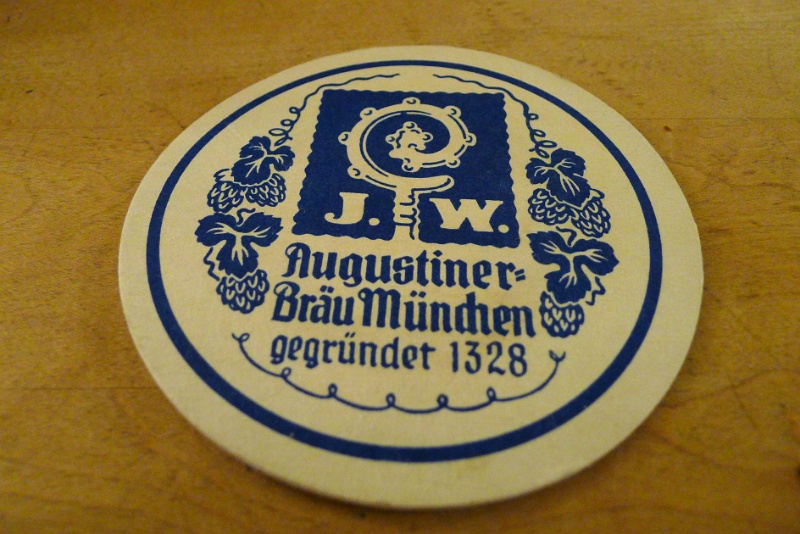 J. W.
Augustiner-
Bräu München
gegründet 1328